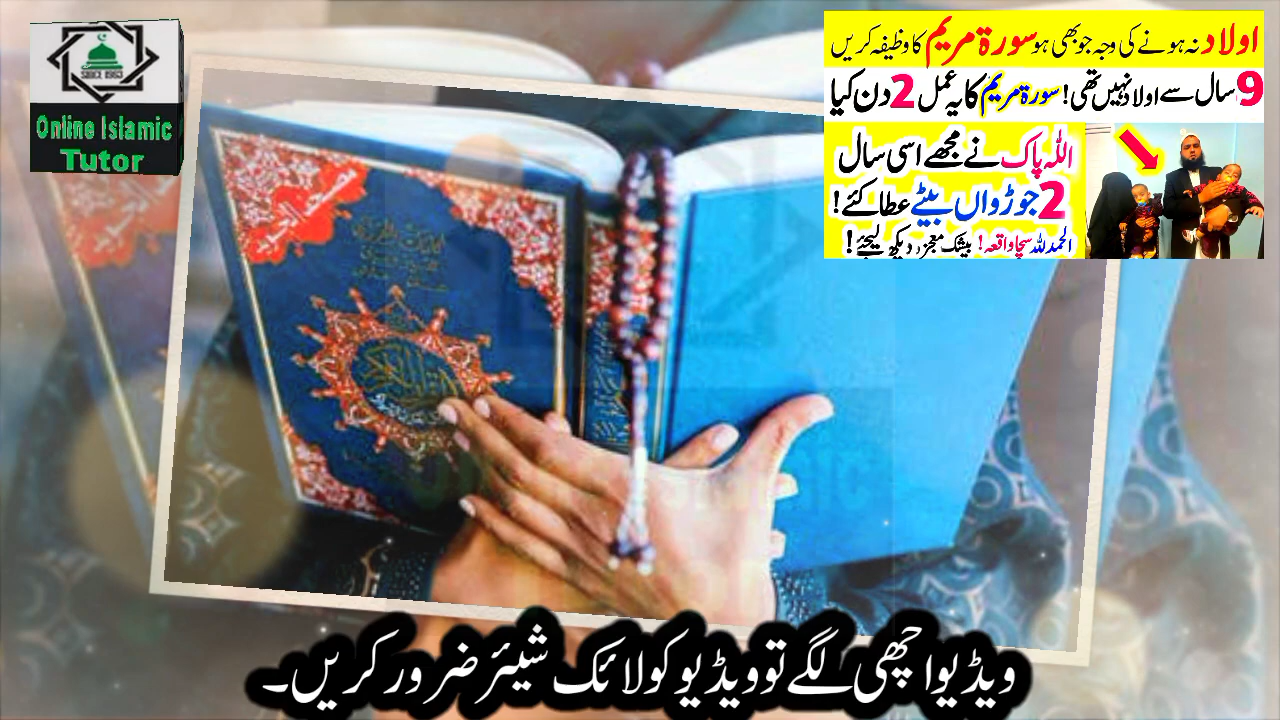 SINCE 1963
Online Islamic
Tutor
اولاد نہ ہونے کی وجہ جو بھی ہو سورۃ مریم کا وظیفہ کریں
9 سال سے اولاد نہیں تھی! سورۃ مریم کا یہ عمل 2 دن کیا
اللہ پاک نے مجھے اسی سال
2 جوڑواں بیٹے عطا کئے!
الحمدللہ سچا واقعہ! بیشک معجزہ دیکھ لیجئے!
ویڈیو اچھی لگے تو ویڈیو کو لائک شیئر ضرور کریں۔